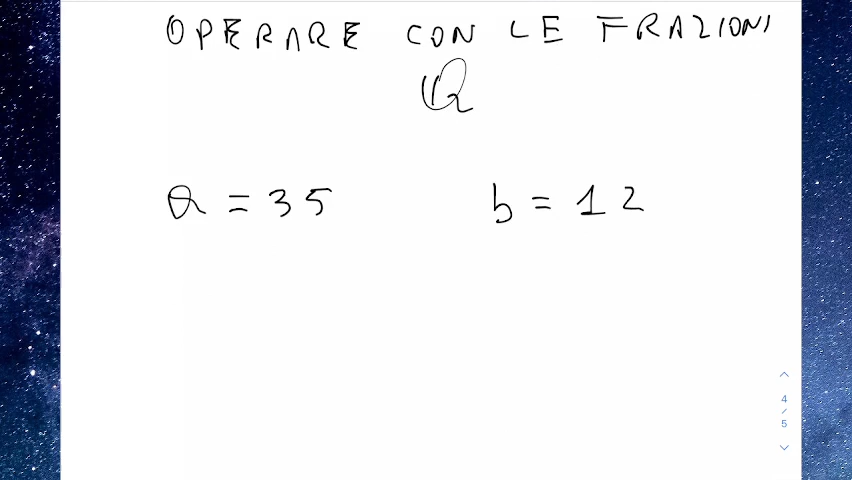 OPERARE CON LE FRAZIONI
Q
a = 35 b = 12
4
/
5